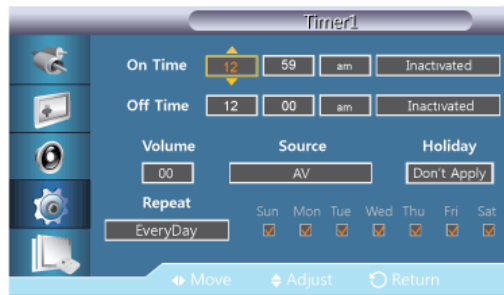 Timer1
On Time 12 59 am Inactivated
Off Time 12 00 am Inactivated
Volume Source Holiday
00 AV Don't Apply
Repeat Sun Mon Tue Wed Thu Fri Sat
EveryDay
Move Adjust Return